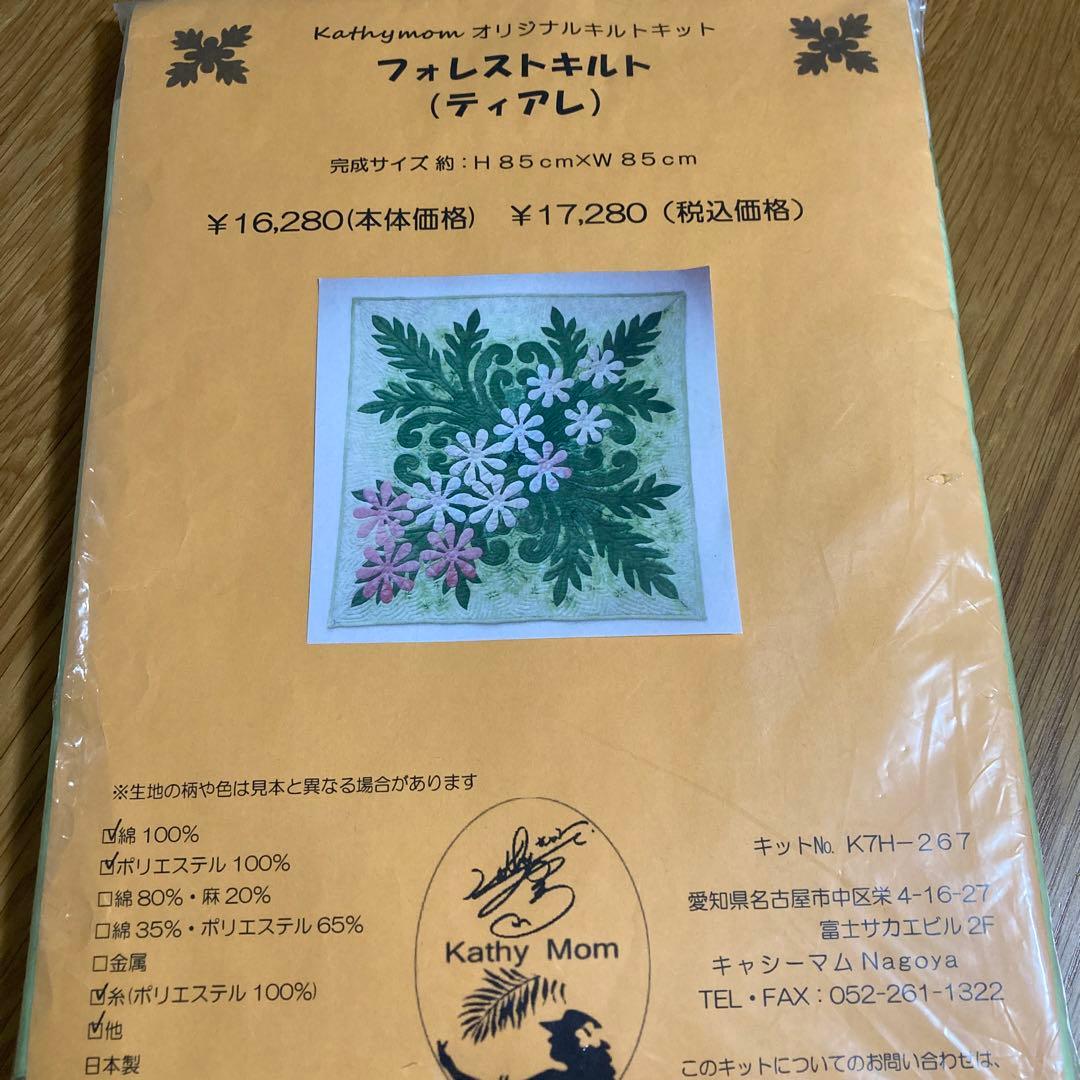 Kathymom オリジナルキルトキット
フォレストキルト
(ティアレ)
完成サイズ 約：H 85cm×W 85cm
￥16,280(本体価格) ￥17,280（税込価格）
※生地の柄や色は見本と異なる場合があります
☑綿 100%
☑ポリエステル 100%
□綿 80%・麻 20%
□綿 35%・ポリエステル 65%
□金属
☑糸(ポリエステル 100%)
☑他
日本製
Kathy Mom
キットNo. K7H－267
愛知県名古屋市中区栄 4-16-27
富士サカエビル 2F
キャシーマム Nagoya
TEL・FAX：052-261-1322
このキットについてのお問い合わせは、